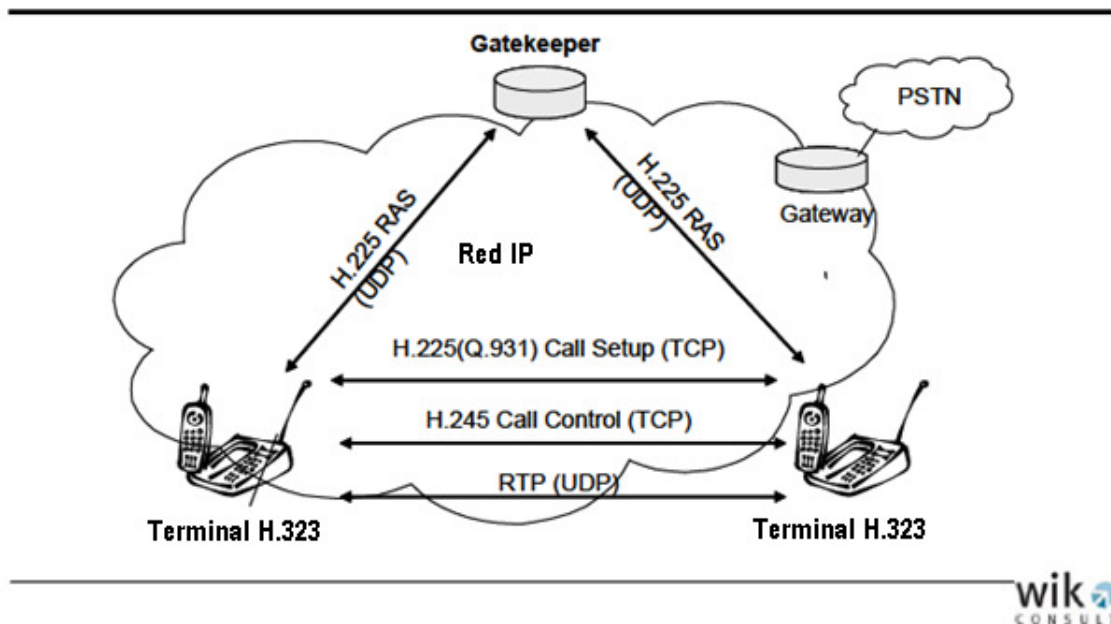 Gatekeeper
PSTN
Gateway
H.225 RAS
(UDP)
H.225 RAS
(UDP)
Red IP
H.225(Q.931) Call Setup (TCP)
H.245 Call Control (TCP)
RTP (UDP)
Terminal H.323
Terminal H.323
wik
CONSULT